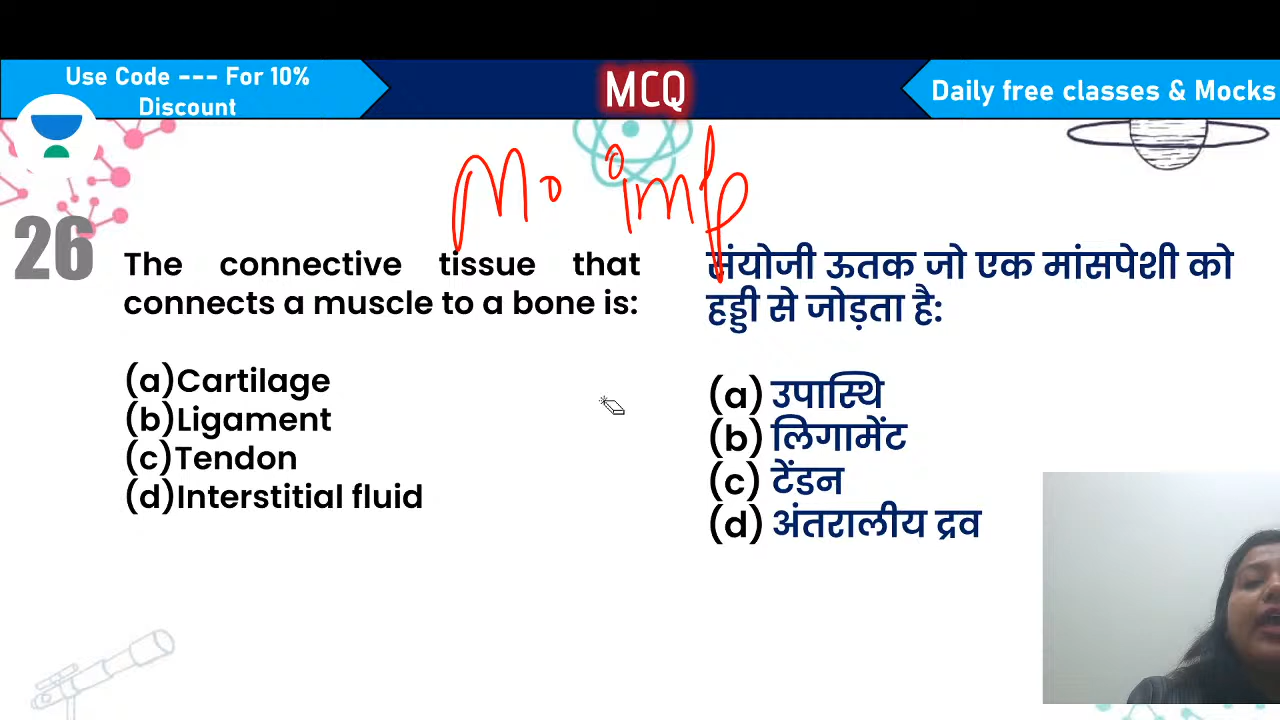 Use Code --- For 10%
Discount
MCQ
Daily free classes & Mocks
M० imp
26
The connective tissue that
connects a muscle to a bone is:
(a)Cartilage
(b)Ligament
(c)Tendon
(d)Interstitial fluid
संयोजी ऊतक जो एक मांसपेशी को
हड्डी से जोड़ता है:
(a) उपास्थि
(b) लिगामेंट
(c) टेंडन
(d) अंतरालीय द्रव